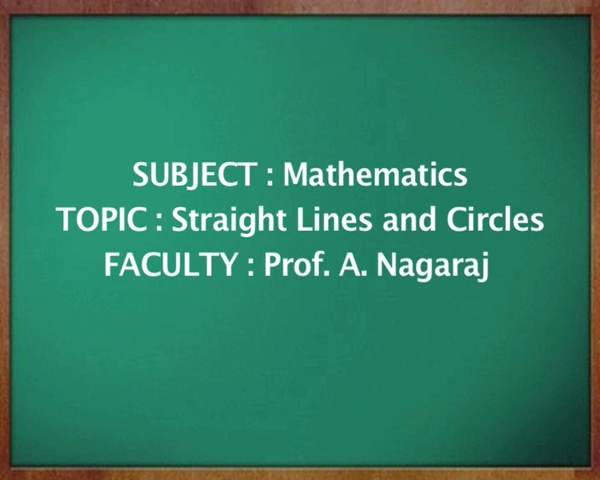 SUBJECT : Mathematics
TOPIC : Straight Lines and Circles
FACULTY : Prof. A. Nagaraj